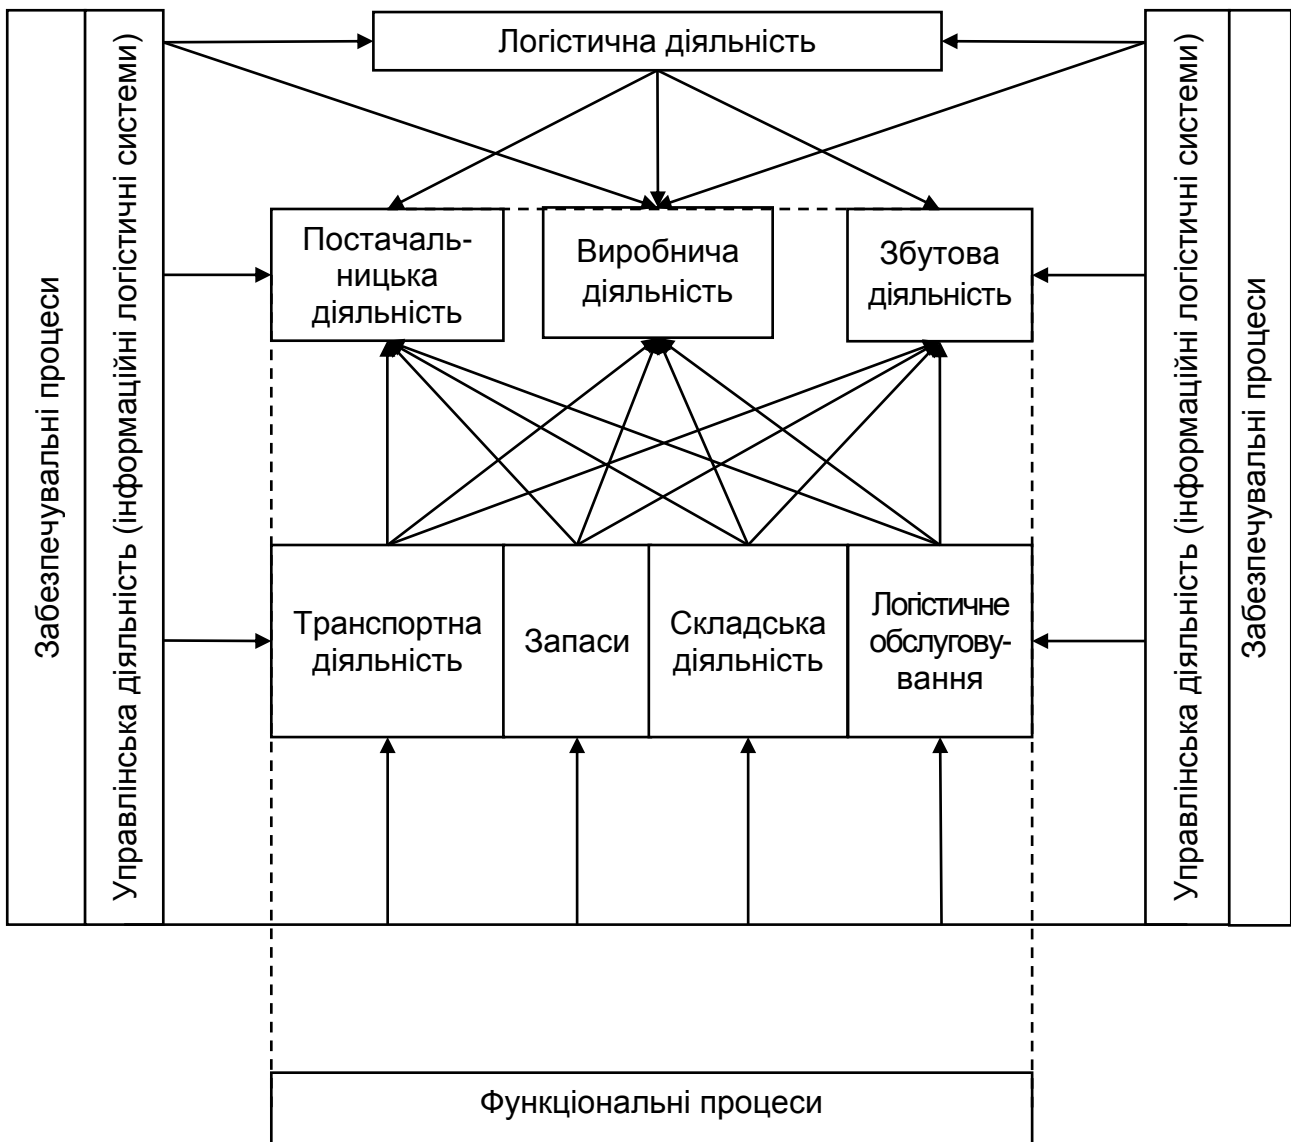 Забезпечувальні процеси
Управлінська діяльність (інформаційні логістичні системи)
Логістична діяльність
Постачаль-
ницька
діяльність
Виробнича
діяльність
Збутова
діяльність
Транспортна
діяльність
Запаси
Складська
діяльність
Логістичне
обслугову-
вання
Управлінська діяльність (інформаційні логістичні системи)
Забезпечувальні процеси
Функціональні процеси